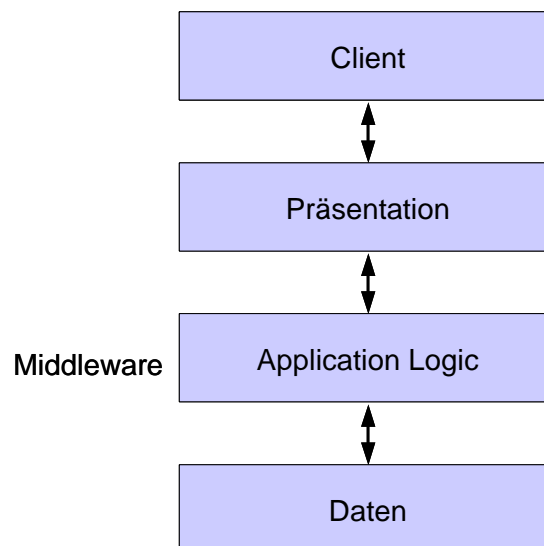 Client
Präsentation
Middleware
Application Logic
Daten